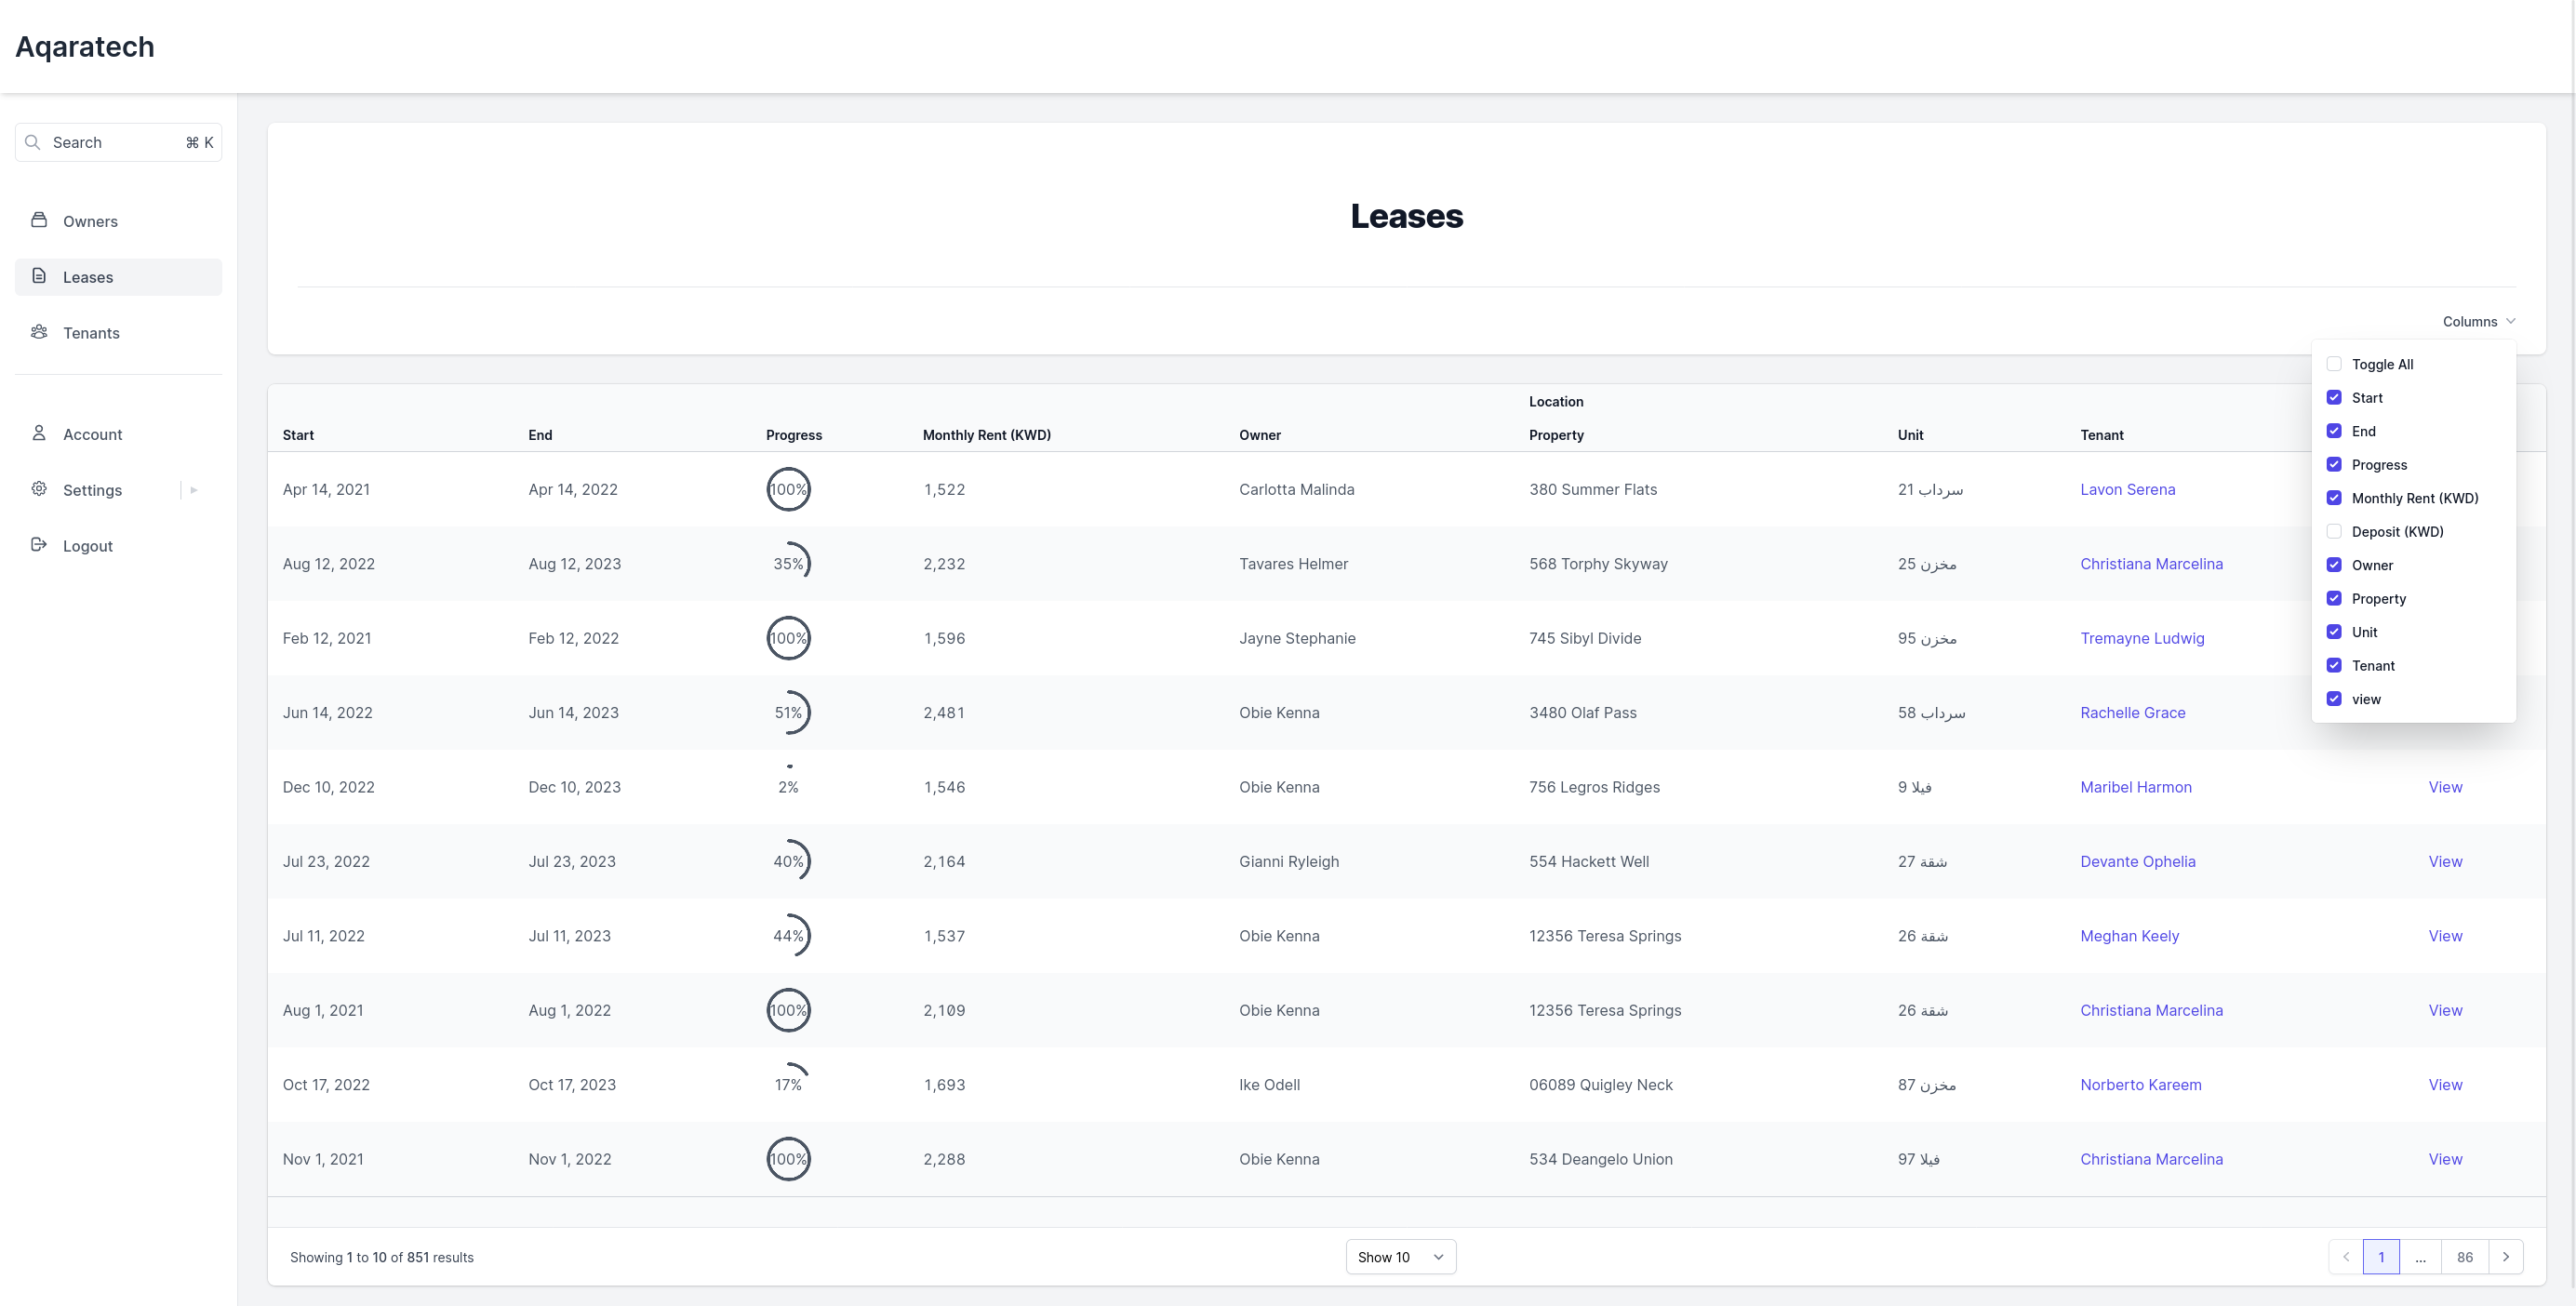 Aqaratech
Search ⌘ K
Owners
Leases
Tenants
Account
Settings
Logout
Leases
Columns
Toggle All
Start
End
Progress
Monthly Rent (KWD)
Deposit (KWD)
Owner
Property
Unit
Tenant
view
Location
Start End Progress Monthly Rent (KWD) Owner Property Unit Tenant
Apr 14, 2021 Apr 14, 2022 100% 1,522 Carlotta Malinda 380 Summer Flats 21 سرداب Lavon Serena
Aug 12, 2022 Aug 12, 2023 35% 2,232 Tavares Helmer 568 Torphy Skyway 25 مخزن Christiana Marcelina
Feb 12, 2021 Feb 12, 2022 100% 1,596 Jayne Stephanie 745 Sibyl Divide 95 مخزن Tremayne Ludwig
Jun 14, 2022 Jun 14, 2023 51% 2,481 Obie Kenna 3480 Olaf Pass 58 سرداب Rachelle Grace
Dec 10, 2022 Dec 10, 2023 2% 1,546 Obie Kenna 756 Legros Ridges 9 فيلا Maribel Harmon View
Jul 23, 2022 Jul 23, 2023 40% 2,164 Gianni Ryleigh 554 Hackett Well 27 شقة Devante Ophelia View
Jul 11, 2022 Jul 11, 2023 44% 1,537 Obie Kenna 12356 Teresa Springs 26 شقة Meghan Keely View
Aug 1, 2021 Aug 1, 2022 100% 2,109 Obie Kenna 12356 Teresa Springs 26 شقة Christiana Marcelina View
Oct 17, 2022 Oct 17, 2023 17% 1,693 Ike Odell 06089 Quigley Neck 87 مخزن Norberto Kareem View
Nov 1, 2021 Nov 1, 2022 100% 2,288 Obie Kenna 534 Deangelo Union 97 فيلا Christiana Marcelina View
Showing 1 to 10 of 851 results Show 10 1 ... 86